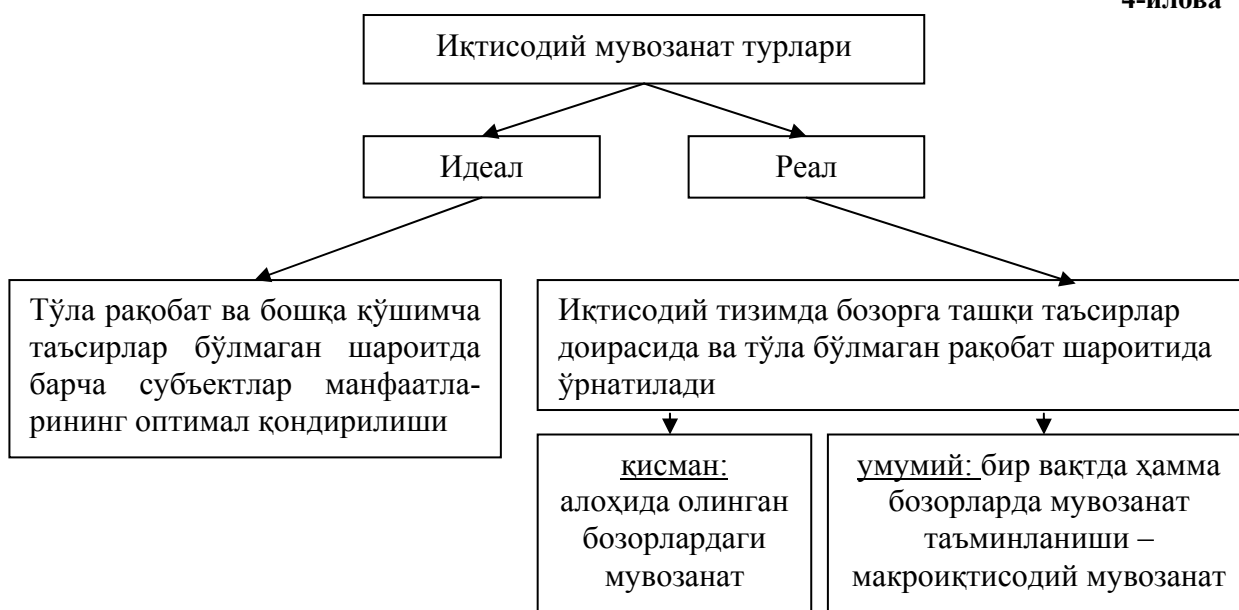 4-илова
Иқтисодий мувозанат турлари
Идеал
Реал
Тўла рақобат ва бошқа қўшимча
таъсирлар бўлмаган шароитда
барча субъектлар манфаатла-
рининг оптимал қондирилиши
Иқтисодий тизимда бозорга ташқи таъсирлар
доирасида ва тўла бўлмаган рақобат шароитида
ўрнатилади
қисман:
алоҳида олинган
бозорлардаги
мувозанат
умумий: бир вақтда ҳамма
бозорларда мувозанат
таъминланиши –
макроиқтисодий мувозанат